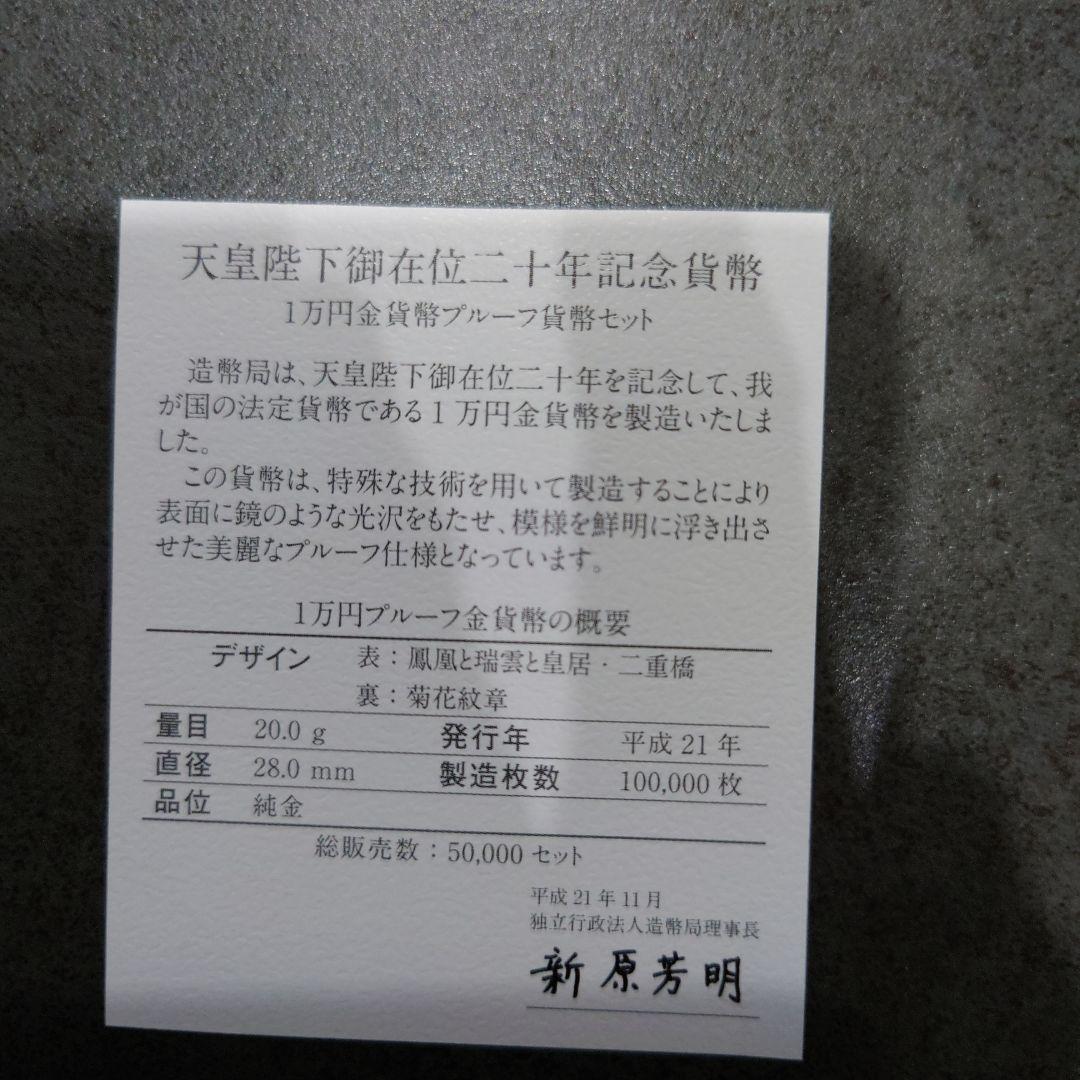 天皇陛下御在位二十年記念貨幣
1万円金貨幣プルーフ貨幣セット
造幣局は、天皇陛下御在位二十年を記念して、我
が国の法定貨幣である1万円金貨幣を製造いたしま
した。
この貨幣は、特殊な技術を用いて製造することにより
表面に鏡のような光沢をもたせ、模様を鮮明に浮き出さ
せた美麗なプルーフ仕様となっています。
1万円プルーフ金貨幣の概要
デザイン 表：鳳凰と瑞雲と皇居・二重橋
裏：菊花紋章
量目 20.0 g 発行年 平成21年
直径 28.0 mm 製造枚数 100,000枚
品位 純金
総販売数：50,000セット
平成21年11月
独立行政法人造幣局理事長
新原芳明